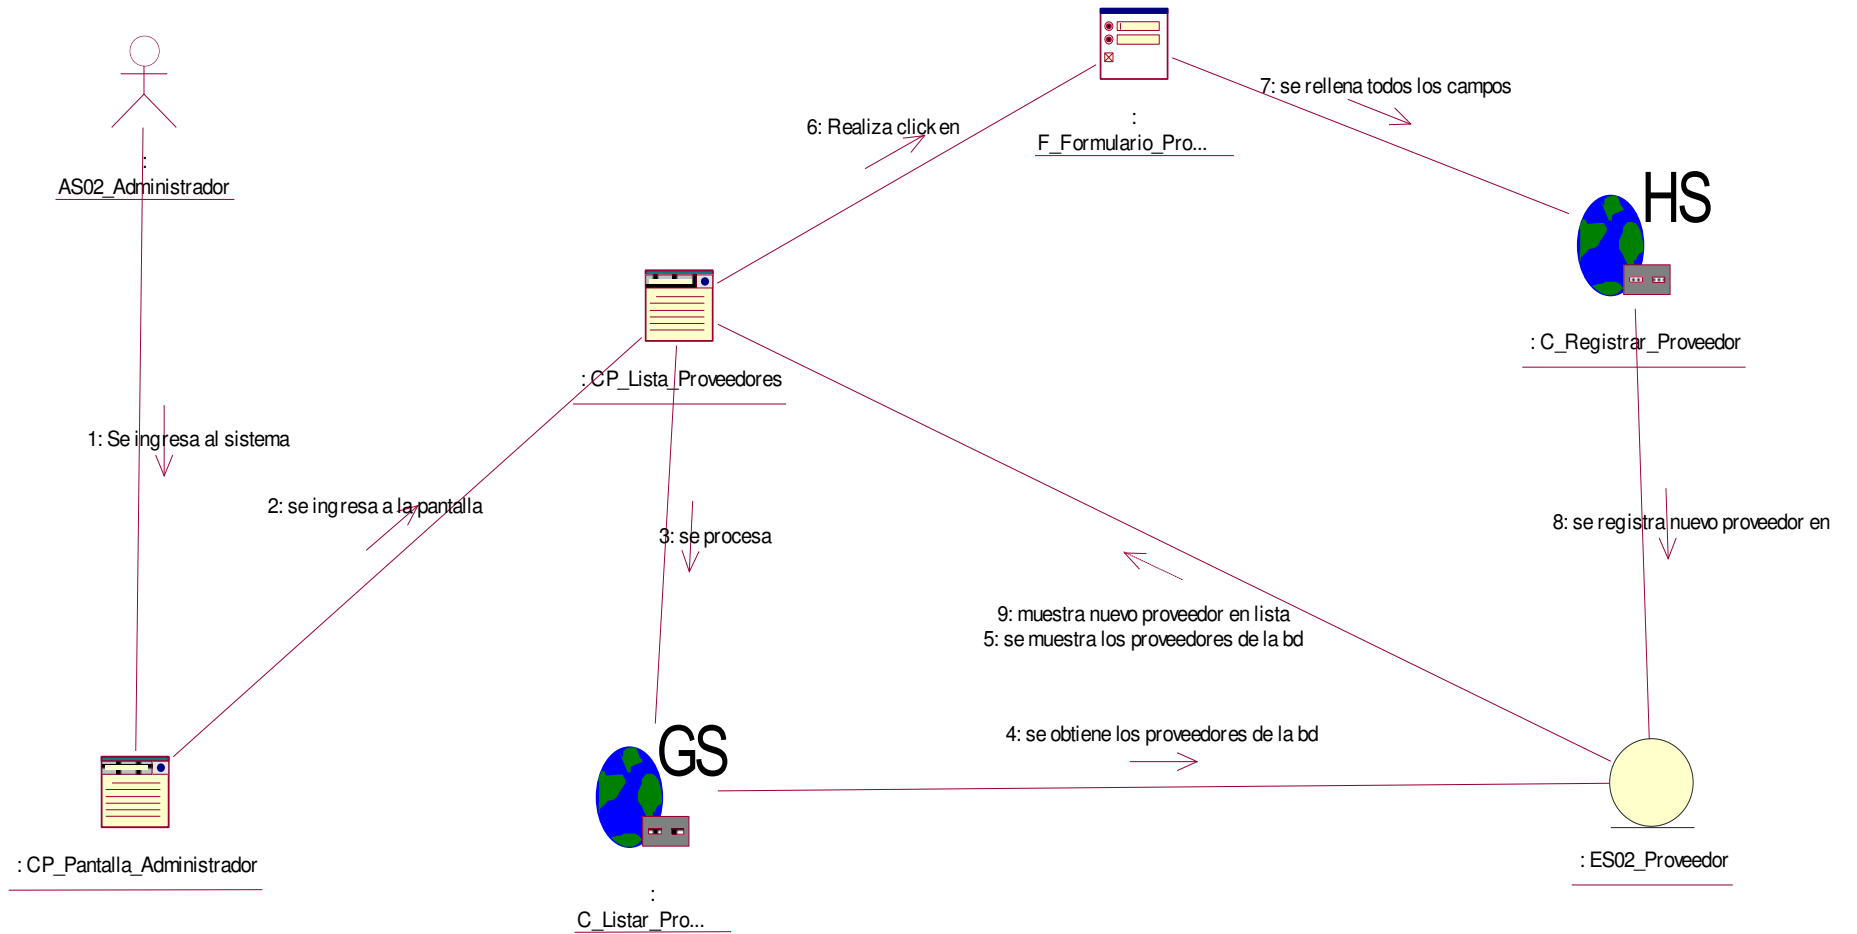 7: se rellena todos los campos
6: Realiza click en
:
F_Formulario_Pro...
:
AS02_Administrador
HS
: C_Registrar_Proveedor
: CP_Lista_Proveedores
1: Se ingresa al sistema
2: se ingresa a la pantalla
3: se procesa
8: se registra nuevo proveedor en
9: muestra nuevo proveedor en lista
5: se muestra los proveedores de la bd
4: se obtiene los proveedores de la bd
GS
: CP_Pantalla_Administrador
: ES02_Proveedor
:
C_Listar_Pro...